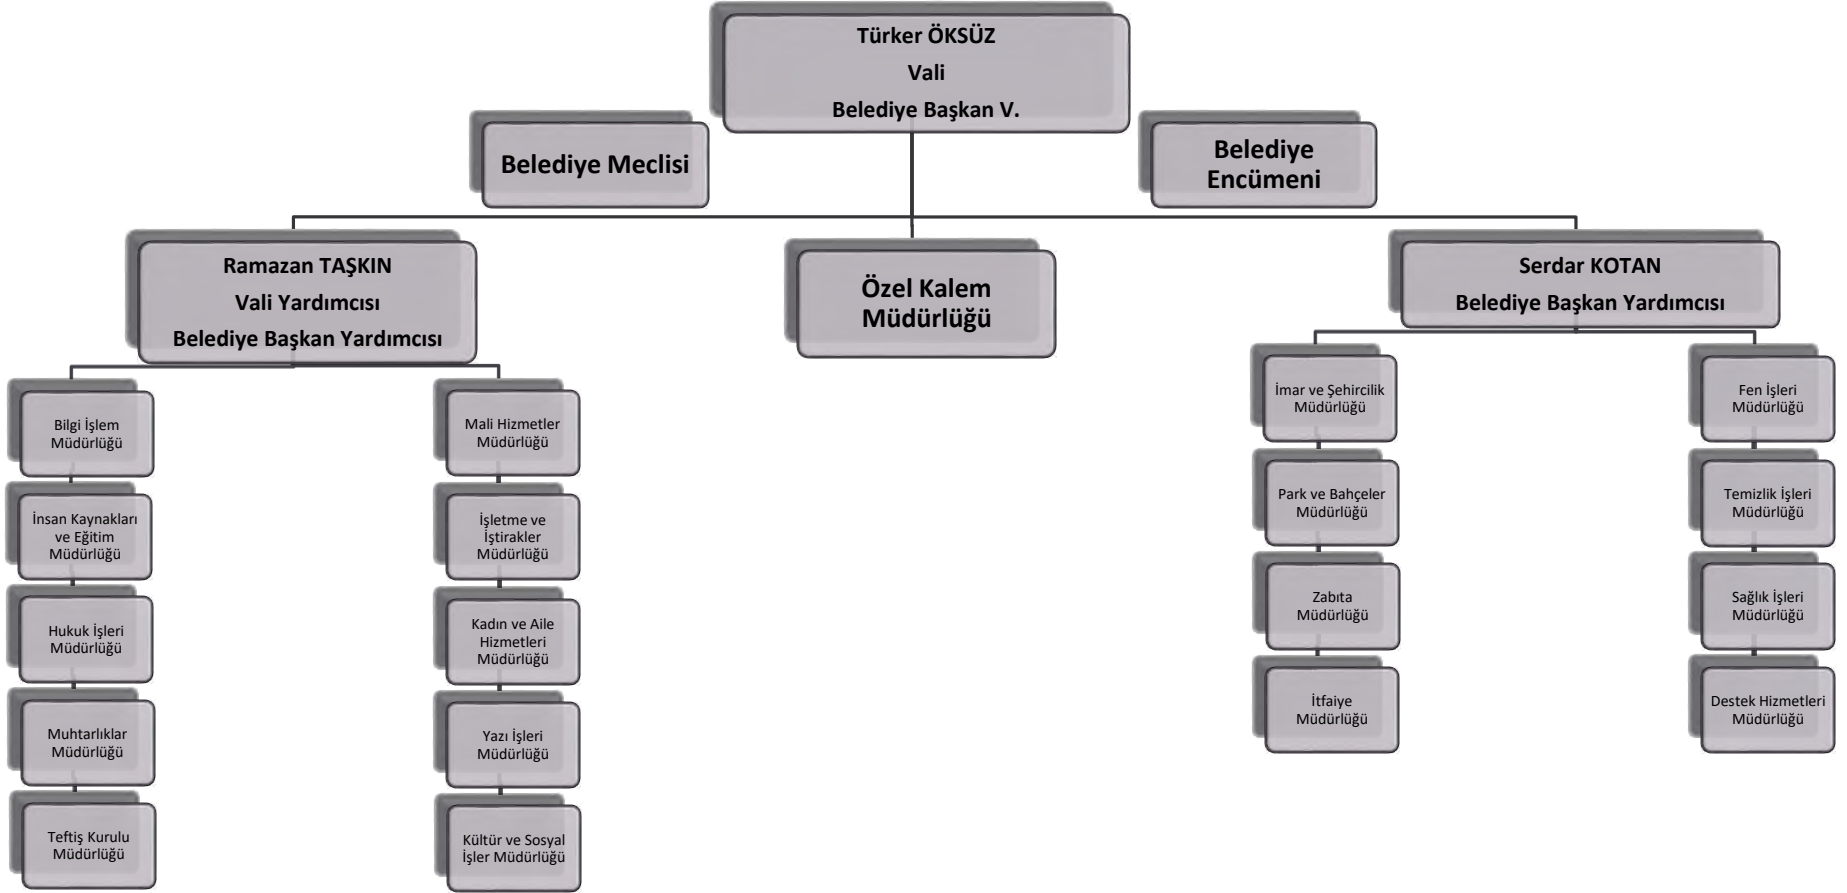 Türker ÖKSÜZ
Vali
Belediye Başkan V.
Belediye Meclisi
Belediye
Encümeni
Ramazan TAŞKIN
Vali Yardımcısı
Belediye Başkan Yardımcısı
Özel Kalem
Müdürlüğü
Serdar KOTAN
Belediye Başkan Yardımcısı
Bilgi İşlem
Müdürlüğü
İnsan Kaynakları
ve Eğitim
Müdürlüğü
Hukuk İşleri
Müdürlüğü
Muhtarlıklar
Müdürlüğü
Teftiş Kurulu
Müdürlüğü
Mali Hizmetler
Müdürlüğü
İşletme ve
İştirakler
Müdürlüğü
Kadın ve Aile
Hizmetleri
Müdürlüğü
Yazı İşleri
Müdürlüğü
Kültür ve Sosyal
İşler Müdürlüğü
İmar ve Şehircilik
Müdürlüğü
Park ve Bahçeler
Müdürlüğü
Zabıta
Müdürlüğü
İtfaiye
Müdürlüğü
Fen İşleri
Müdürlüğü
Temizlik İşleri
Müdürlüğü
Sağlık İşleri
Müdürlüğü
Destek Hizmetleri
Müdürlüğü